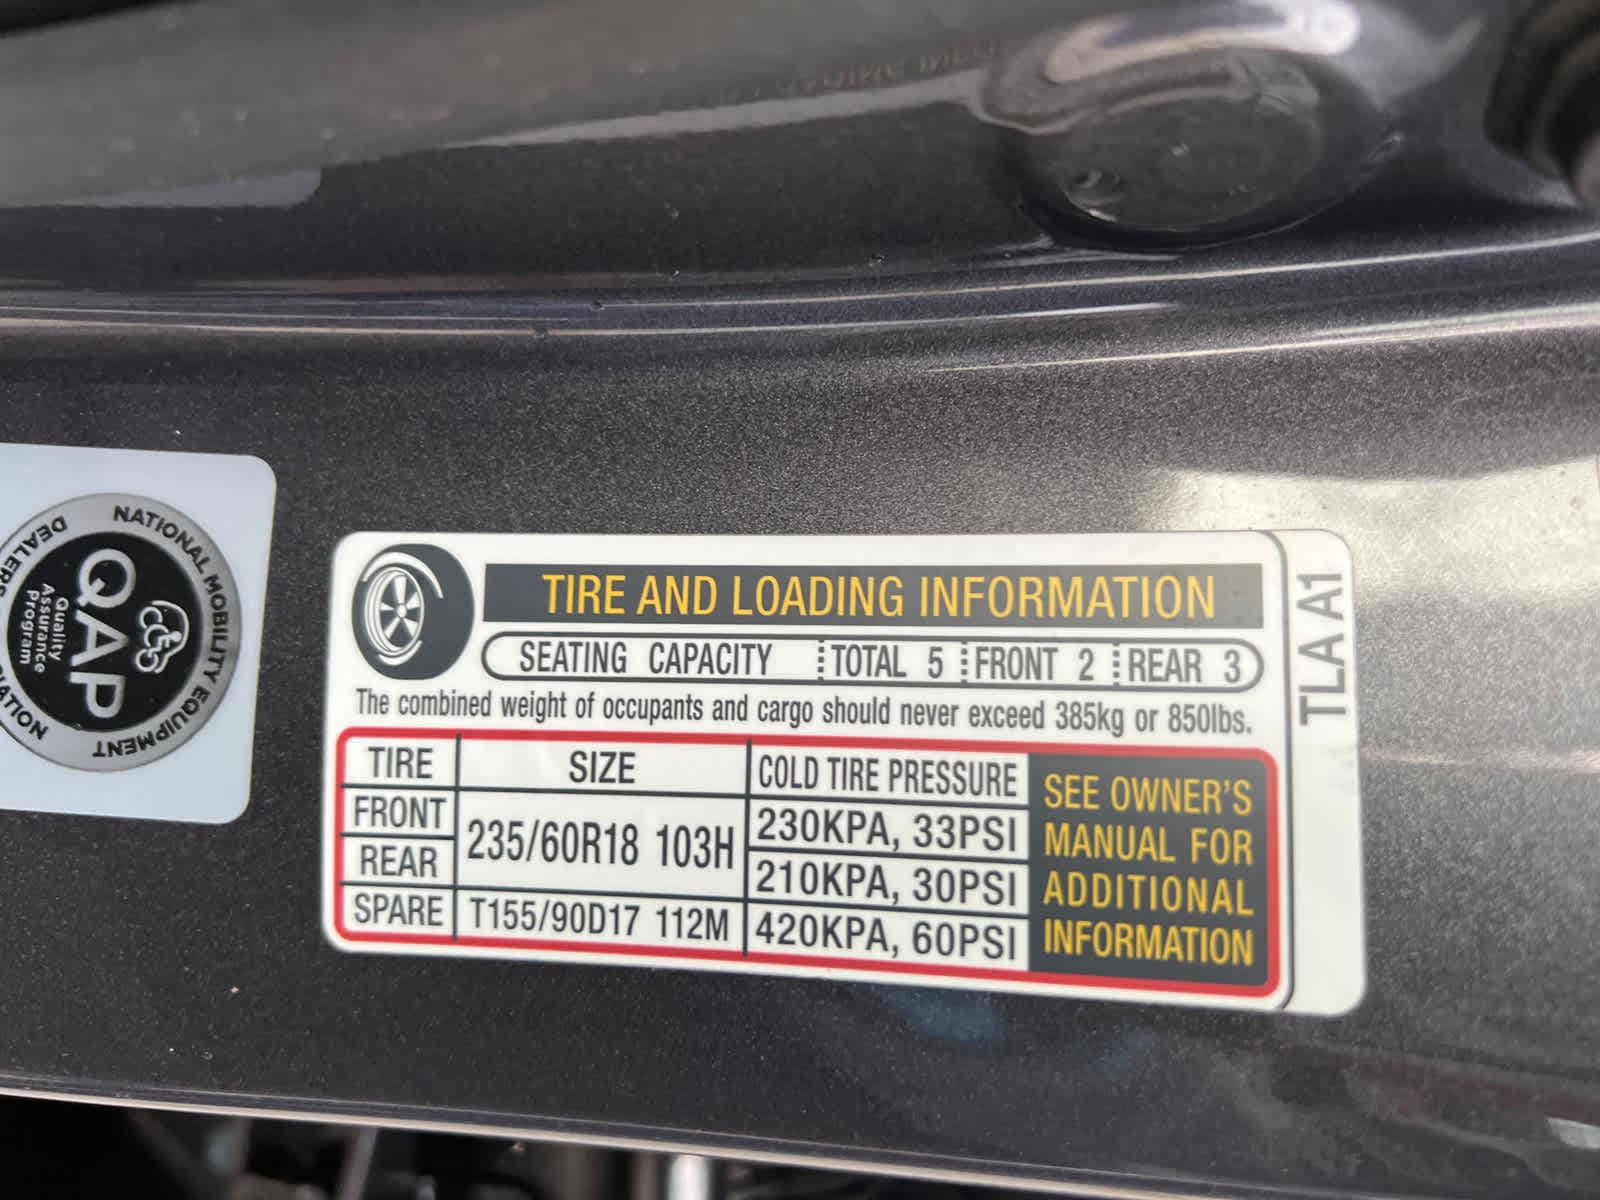 NATIONAL MOBILITY EQUIPMENT
DEALERS
QAP
Quality
Assurance
Program
TIRE AND LOADING INFORMATION
SEATING CAPACITY TOTAL 5 FRONT 2 REAR 3
The combined weight of occupants and cargo should never exceed 385kg or 850lbs.
TIRE SIZE COLD TIRE PRESSURE
FRONT 235/60R18 103H 230KPA, 33PSI
REAR 210KPA, 30PSI
SPARE T155/90D17 112M 420KPA, 60PSI
SEE OWNER'S
MANUAL FOR
ADDITIONAL
INFORMATION
TLA A1